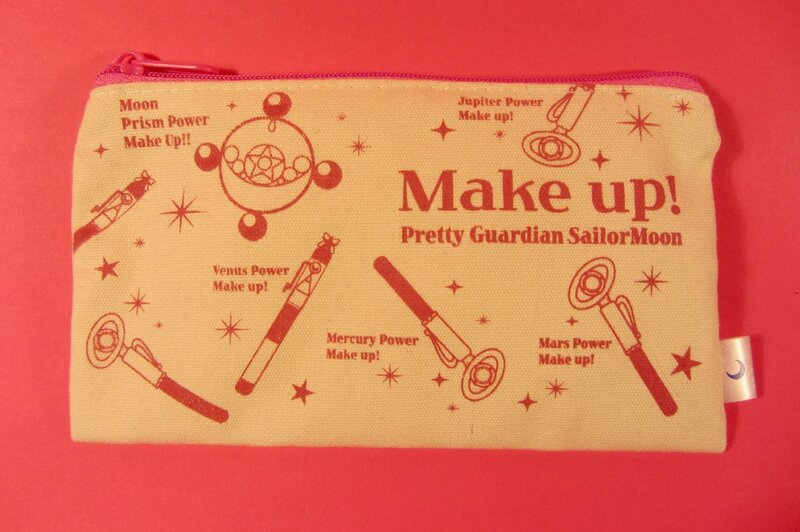 Moon
Prism Power
Make Up!!
Jupiter Power
Make up!
Make up!
Pretty Guardian SailorMoon
Venus Power
Make up!
Mercury Power
Make up!
Mars Power
Make up!